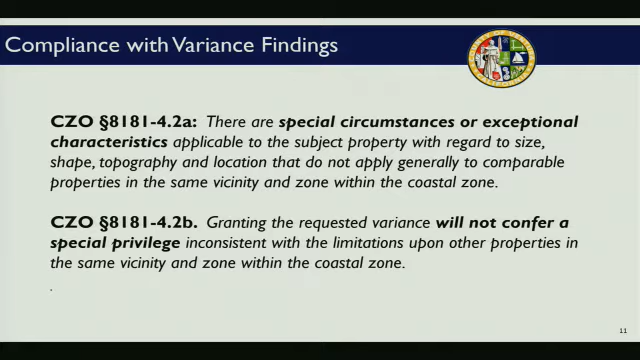 Compliance with Variance Findings
CZO §8181-4.2a: There are special circumstances or exceptional
characteristics applicable to the subject property with regard to size,
shape, topography and location that do not apply generally to comparable
properties in the same vicinity and zone within the coastal zone.
CZO §8181-4.2b. Granting the requested variance will not confer a
special privilege inconsistent with the limitations upon other properties in
the same vicinity and zone within the coastal zone.
.
11